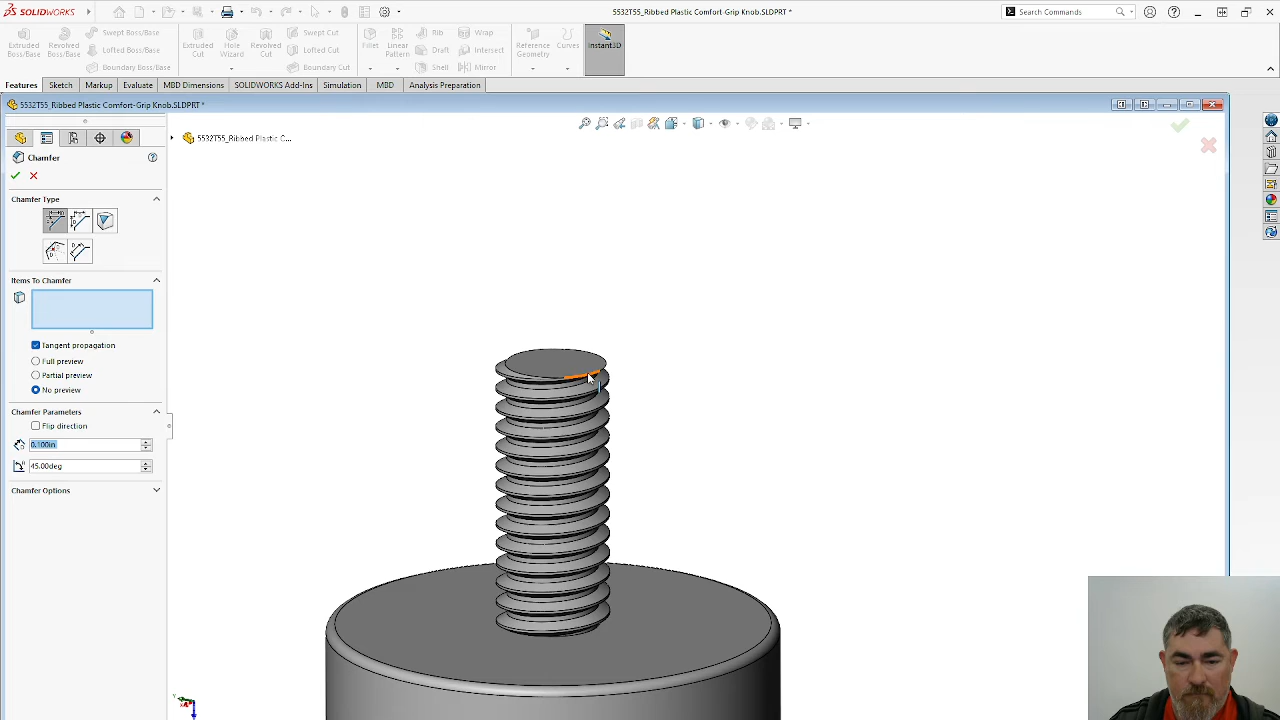 SOLIDWORKS
5532T55_Ribbed Plastic Comfort-Grip Knob.SLDPRT *
Search Commands
Extruded Boss/Base
Revolved Boss/Base
Swept Boss/Base
Lofted Boss/Base
Boundary Boss/Base
Extruded Cut
Hole Wizard
Revolved Cut
Swept Cut
Lofted Cut
Boundary Cut
Fillet
Linear Pattern
Rib
Draft
Shell
Wrap
Intersect
Mirror
Reference Geometry
Curves
Instant3D
Features
Sketch
Markup
Evaluate
MBD Dimensions
SOLIDWORKS Add-Ins
Simulation
MBD
Analysis Preparation
5532T55_Ribbed Plastic Comfort-Grip Knob.SLDPRT *
5532T55_Ribbed Plastic C...
Chamfer
Chamfer Type
Items To Chamfer
Tangent propagation
Full preview
Partial preview
No preview
Chamfer Parameters
Flip direction
0.100in
45.00deg
Chamfer Options